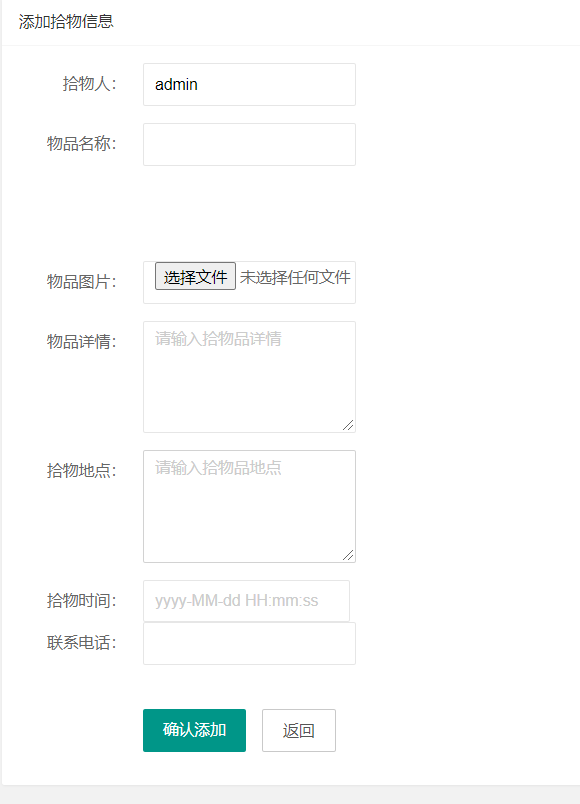 添加拾物信息
拾物人： admin
物品名称：
物品图片： 选择文件 未选择任何文件
物品详情： 请输入拾物品详情
拾物地点： 请输入拾物品地点
拾物时间： yyyy-MM-dd HH:mm:ss
联系电话：
确认添加 返回